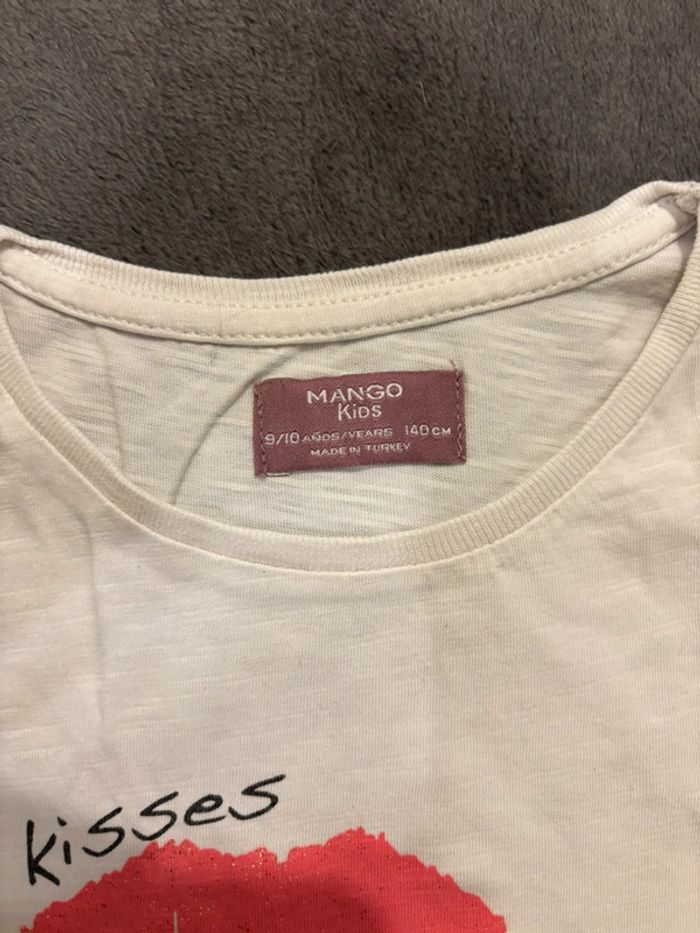 MANGO
KIDS
9/10 AÑOS/YEARS 140 CM
MADE IN TURKEY
kisses